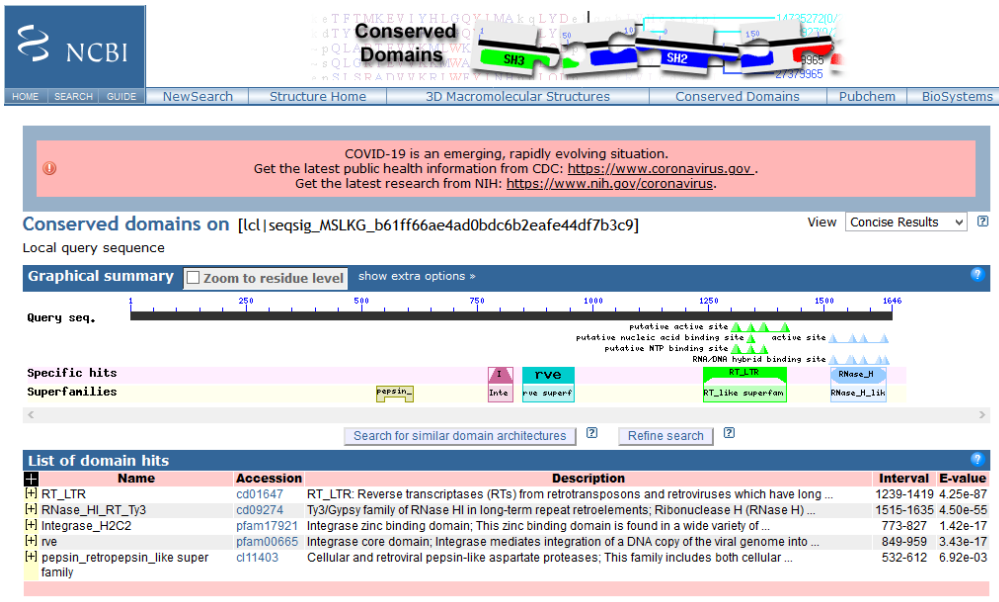 NCBI
Conserved
Domains
SH3
SH2
HOME SEARCH GUIDE NewSearch Structure Home 3D Macromolecular Structures Conserved Domains Pubchem BioSystems
COVID-19 is an emerging, rapidly evolving situation.
Get the latest public health information from CDC: https://www.coronavirus.gov .
Get the latest research from NIH: https://www.nih.gov/coronavirus.
Conserved domains on [lcl|seqsig_MSLKG_b61ff66ae4ad0bdc6b2eafe44df7b3c9] View Concise Results
Local query sequence
Graphical summary Zoom to residue level show extra options »
1 250 500 750 1000 1250 1500 1646
Query seq.
putative active site
putative nucleic acid binding site active site
putative NTP binding site
RNA/DNA hybrid binding site
Specific hits I rve RT_LTR RNase_H
Superfamilies pepsin_ Inte rve superf RT_like superfam RNase_H_lik
Search for similar domain architectures Refine search
List of domain hits
Name Accession Description Interval E-value
[+] RT_LTR cd01647 RT_LTR: Reverse transcriptases (RTs) from retrotransposons and retroviruses which have long ... 1239-1419 4.25e-87
[+] RNase_HI_RT_Ty3 cd09274 Ty3/Gypsy family of RNase HI in long-term repeat retroelements; Ribonuclease H (RNase H) ... 1515-1635 4.50e-55
[+] Integrase_H2C2 pfam17921 Integrase zinc binding domain; This zinc binding domain is found in a wide variety of ... 773-827 1.42e-17
[+] rve pfam00665 Integrase core domain; Integrase mediates integration of a DNA copy of the viral genome into ... 849-959 3.43e-17
[+] pepsin_retropepsin_like super cl11403 Cellular and retroviral pepsin-like aspartate proteases; This family includes both cellular ... 532-612 6.92e-03
family